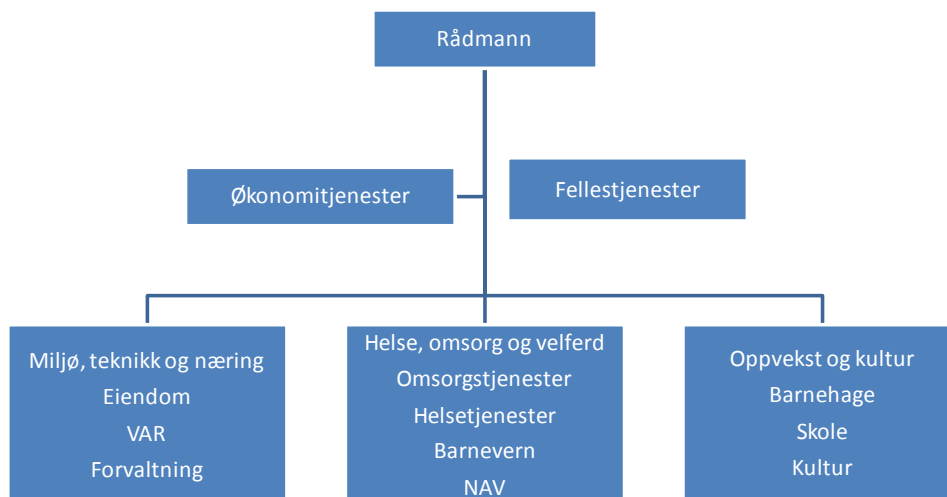 Rådmann
Økonomitjenester
Fellestjenester
Miljø, teknikk og næring
Eiendom
VAR
Forvaltning
Helse, omsorg og velferd
Omsorgstjenester
Helsetjenester
Barnevern
NAV
Oppvekst og kultur
Barnehage
Skole
Kultur